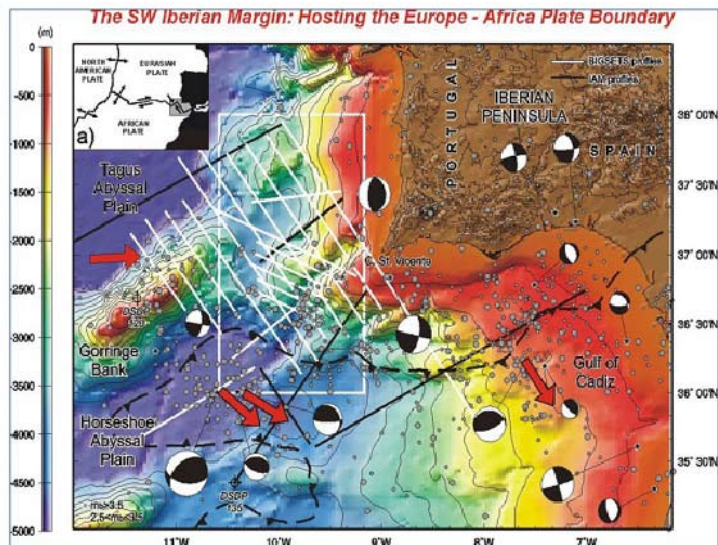 The SW Iberian Margin: Hosting the Europe - Africa Plate Boundary
(m)
0
-500
-1000
-1500
-2000
-2500
-3000
-3500
-4000
-4500
-5000
NORTH
AMERICAN
PLATE
EURASIAN
PLATE
AFRICAN
PLATE
a)
BIGSETS profiles
IAM profiles
PORTUGAL
IBERIAN
PENINSULA
SPAIN
Tagus
Abyssal
Plain
C. St. Vicente
DSDP
120
Gorringe
Bank
Gulf of
Cadiz
Horseshoe
Abyssal
Plain
DSDP
135
36°00'N
37°30'N
37°00'N
36°30'N
36°00'N
35°30'N
11°W
10°W
9°W
8°W
7°W